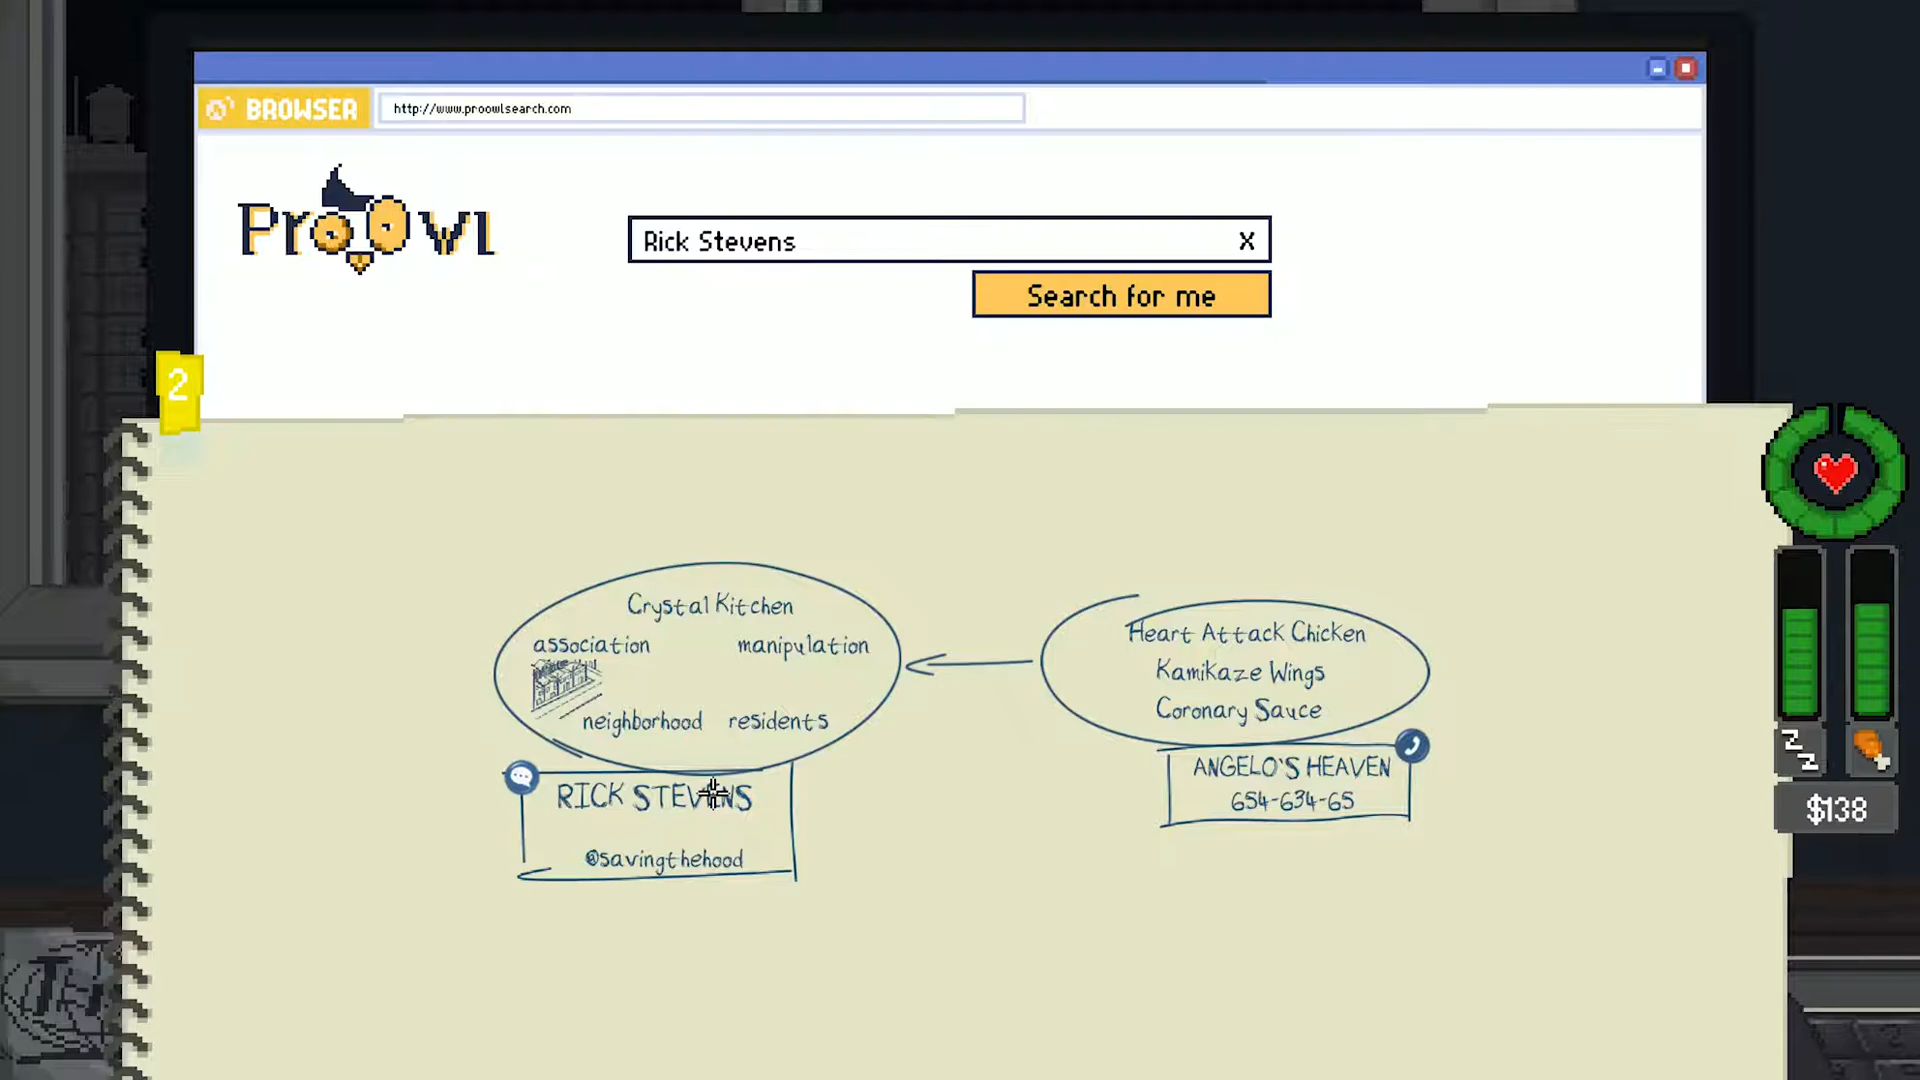 BROWSER
http://www.proowlsearch.com
ProOwl
Rick Stevens X
Search for me
2
Crystal Kitchen
association manipulation
neighborhood residents
RICK STEVENS
@savingthehood
Heart Attack Chicken
Kamikaze Wings
Coronary Sauce
ANGELO'S HEAVEN
654-634-65
$138